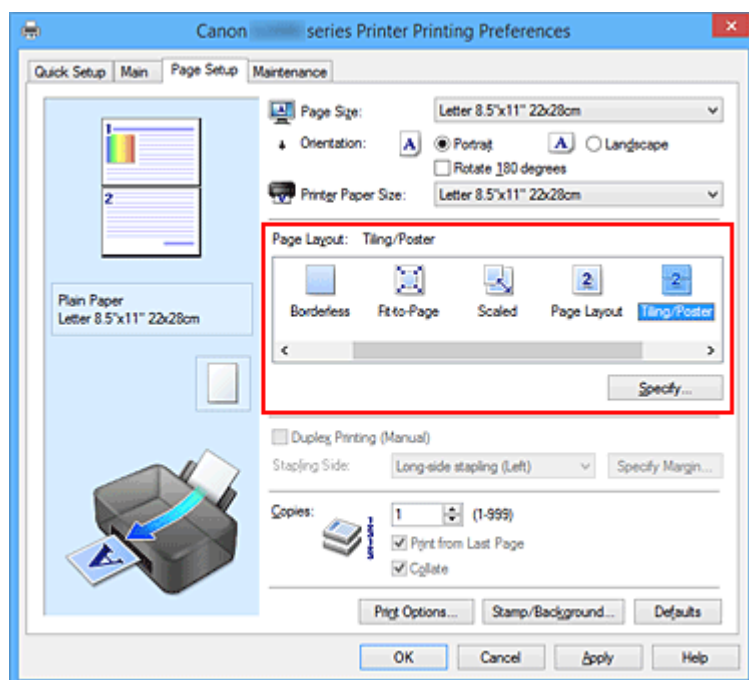 Canon series Printer Printing Preferences
Quick Setup Main Page Setup Maintenance
1
2
Plain Paper
Letter 8.5"x11" 22x28cm
Page Size: Letter 8.5"x11" 22x28cm
Orientation: A Portrait A Landscape
Rotate 180 degrees
Printer Paper Size: Letter 8.5"x11" 22x28cm
Page Layout: Tiling/Poster
2 2
Borderless Fit-to-Page Scaled Page Layout Tiling/Poster
Specify...
Duplex Printing (Manual)
Stapling Side: Long-side stapling (Left) Specify Margin...
Copies: 1 (1-999)
Print from Last Page
Collate
A
Print Options... Stamp/Background... Defaults
OK Cancel Apply Help